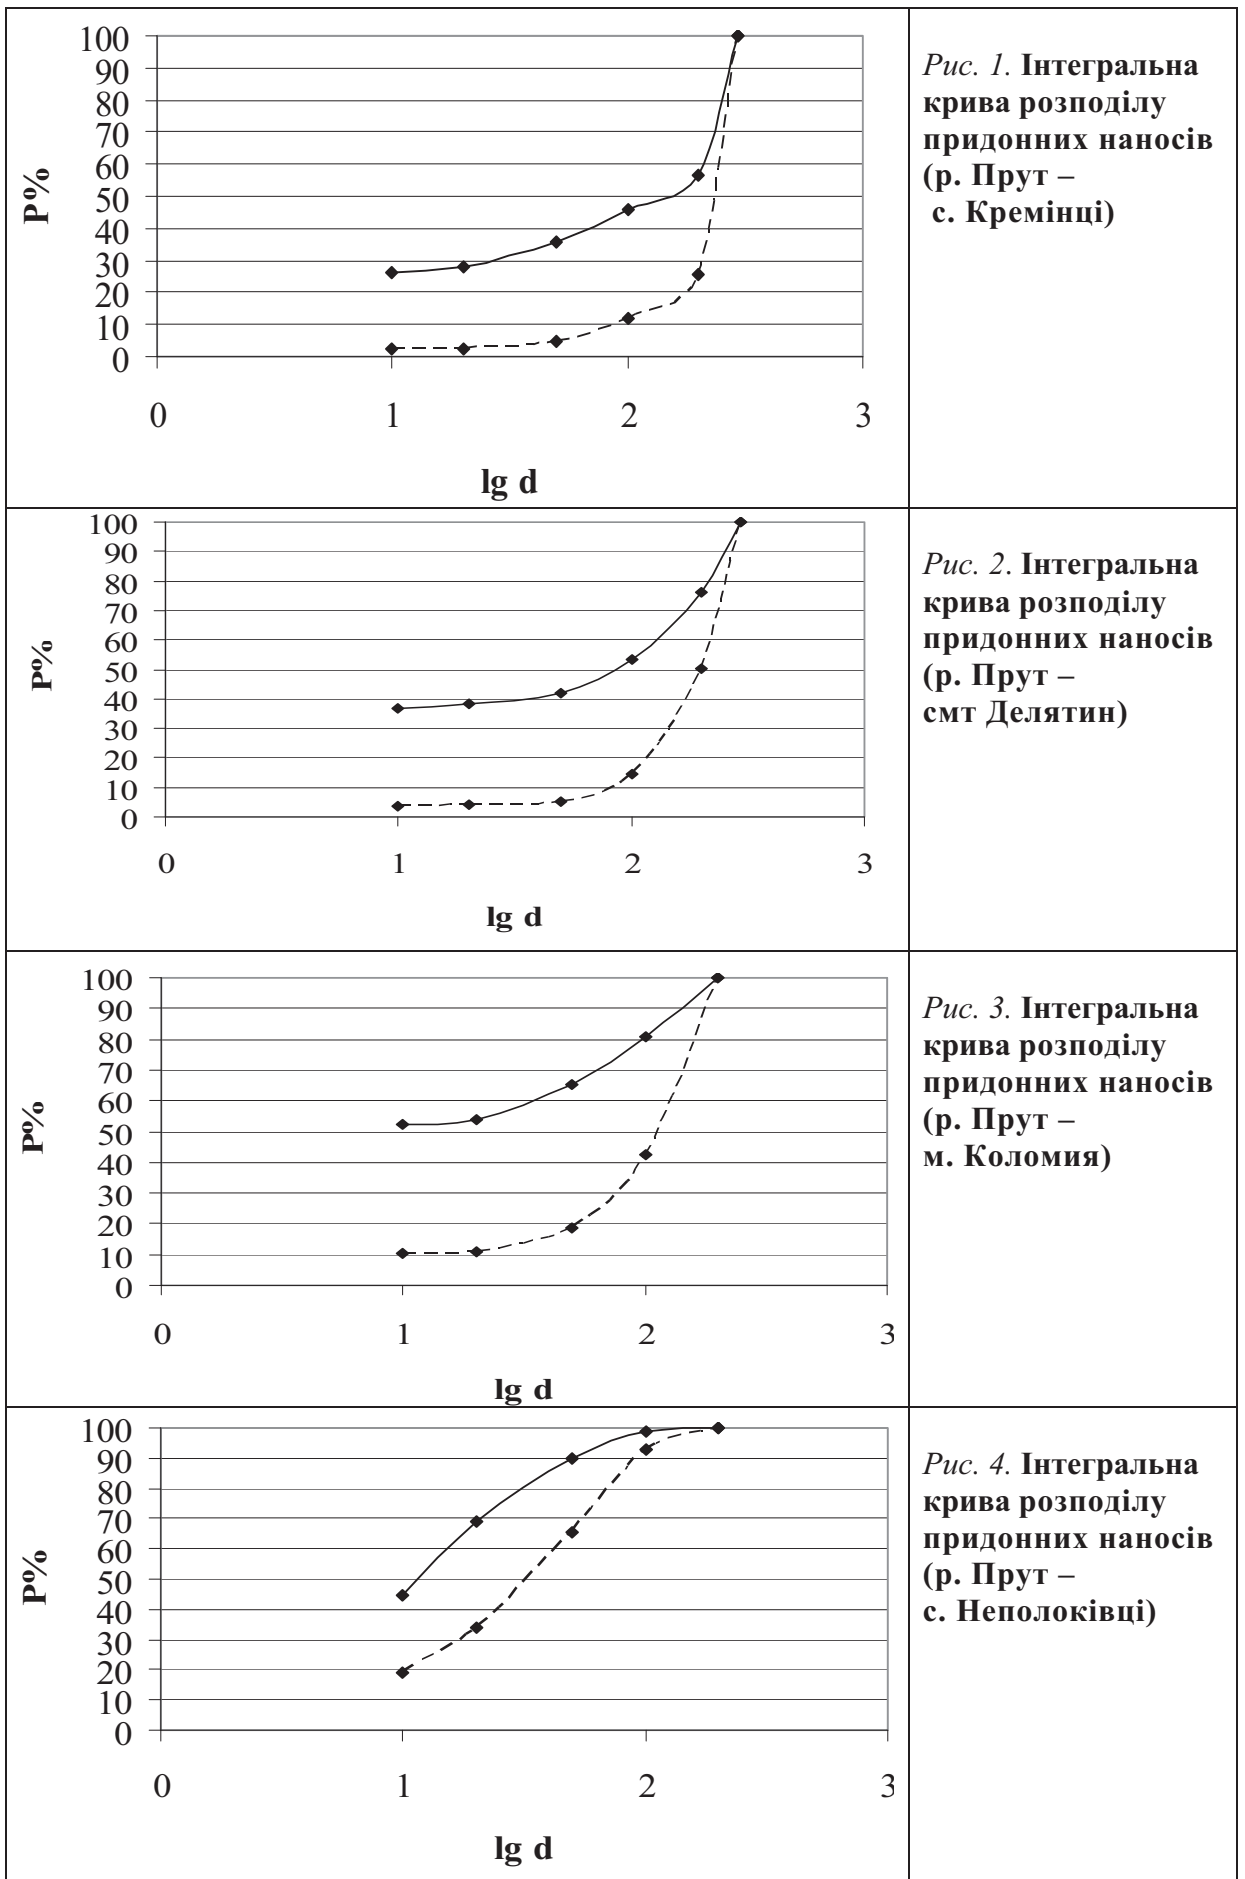 100
90
80
70
60
50
40
30
20
10
0
P%
0 1 2 3
lg d
Рис. 1. Інтегральна
крива розподілу
придонних наносів
(р. Прут –
с. Кремінці)
100
90
80
70
60
50
40
30
20
10
0
P%
0 1 2 3
lg d
Рис. 2. Інтегральна
крива розподілу
придонних наносів
(р. Прут –
смт Делятин)
100
90
80
70
60
50
40
30
20
10
0
P%
0 1 2 3
lg d
Рис. 3. Інтегральна
крива розподілу
придонних наносів
(р. Прут –
м. Коломия)
100
90
80
70
60
50
40
30
20
10
0
P%
0 1 2 3
lg d
Рис. 4. Інтегральна
крива розподілу
придонних наносів
(р. Прут –
с. Неполоківці)